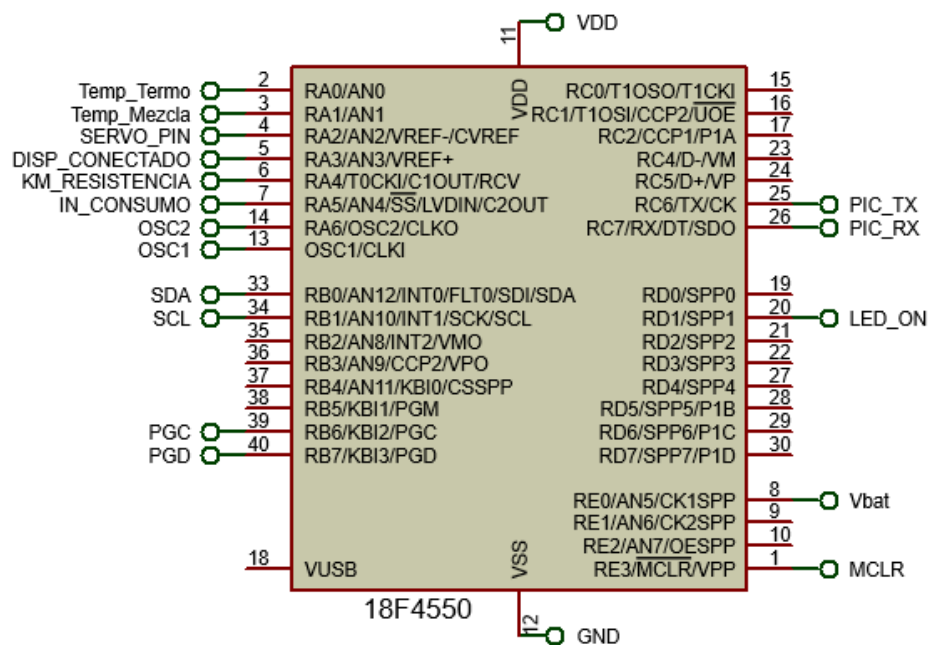 11 VDD
VDD
Temp_Termo 2 RA0/AN0 RC0/T1OSO/T1CKI 15
Temp_Mezcla 3 RA1/AN1 RC1/T1OSI/CCP2/UOE 16
SERVO_PIN 4 RA2/AN2/VREF-/CVREF RC2/CCP1/P1A 17
DISP_CONECTADO 5 RA3/AN3/VREF+ RC4/D-/VM 23
KM_RESISTENCIA 6 RA4/T0CKI/C1OUT/RCV RC5/D+/VP 24
IN_CONSUMO 7 RA5/AN4/SS/LVDIN/C2OUT RC6/TX/CK 25 PIC_TX
OSC2 14 RA6/OSC2/CLKO RC7/RX/DT/SDO 26 PIC_RX
OSC1 13 OSC1/CLKI
SDA 33 RB0/AN12/INT0/FLT0/SDI/SDA RD0/SPP0 19
SCL 34 RB1/AN10/INT1/SCK/SCL RD1/SPP1 20 LED_ON
35 RB2/AN8/INT2/VMO RD2/SPP2 21
36 RB3/AN9/CCP2/VPO RD3/SPP3 22
37 RB4/AN11/KBI0/CSSPP RD4/SPP4 27
38 RB5/KBI1/PGM RD5/SPP5/P1B 28
PGC 39 RB6/KBI2/PGC RD6/SPP6/P1C 29
PGD 40 RB7/KBI3/PGD RD7/SPP7/P1D 30
RE0/AN5/CK1SPP 8 Vbat
RE1/AN6/CK2SPP 9
RE2/AN7/OESPP 10
18 VUSB VSS RE3/MCLR/VPP 1 MCLR
18F4550
12 GND